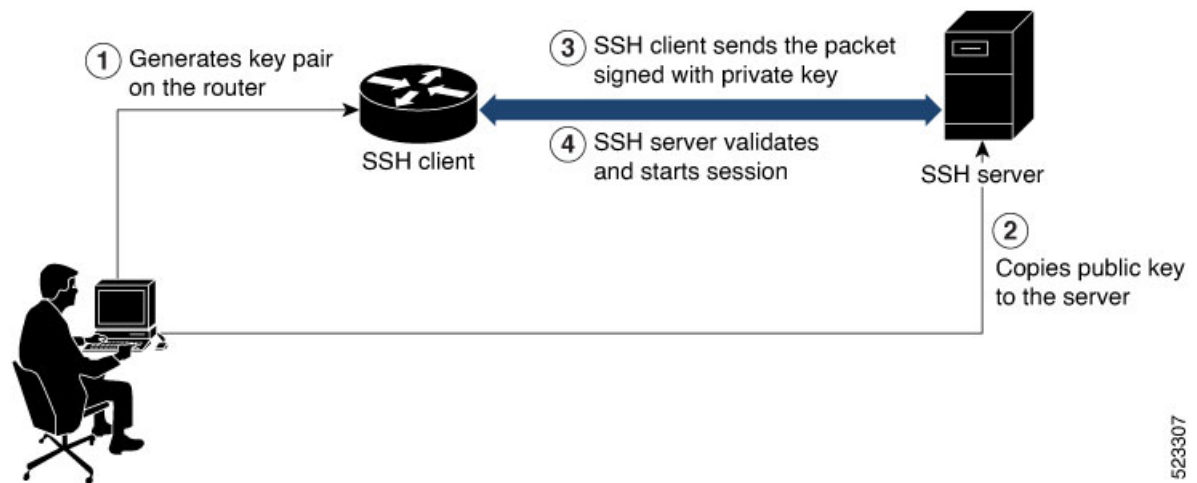 1 Generates key pair
on the router
SSH client
3 SSH client sends the packet
signed with private key
4 SSH server validates
and starts session
SSH server
2
Copies public key
to the server
523307